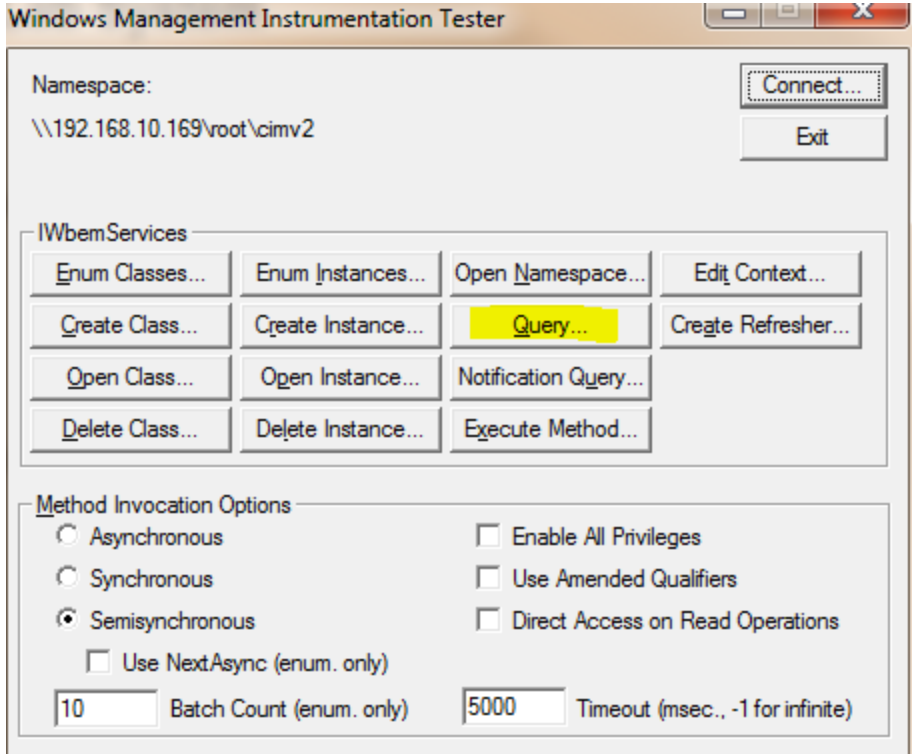 Windows Management Instrumentation Tester
Namespace:
\\192.168.10.169\root\cimv2
Connect...
Exit
IWbemServices
Enum Classes... Enum Instances... Open Namespace... Edit Context...
Create Class... Create Instance... Query... Create Refresher...
Open Class... Open Instance... Notification Query...
Delete Class... Delete Instance... Execute Method...
Method Invocation Options
Asynchronous Enable All Privileges
Synchronous Use Amended Qualifiers
Semisynchronous Direct Access on Read Operations
Use NextAsync (enum. only)
10 Batch Count (enum. only) 5000 Timeout (msec., -1 for infinite)